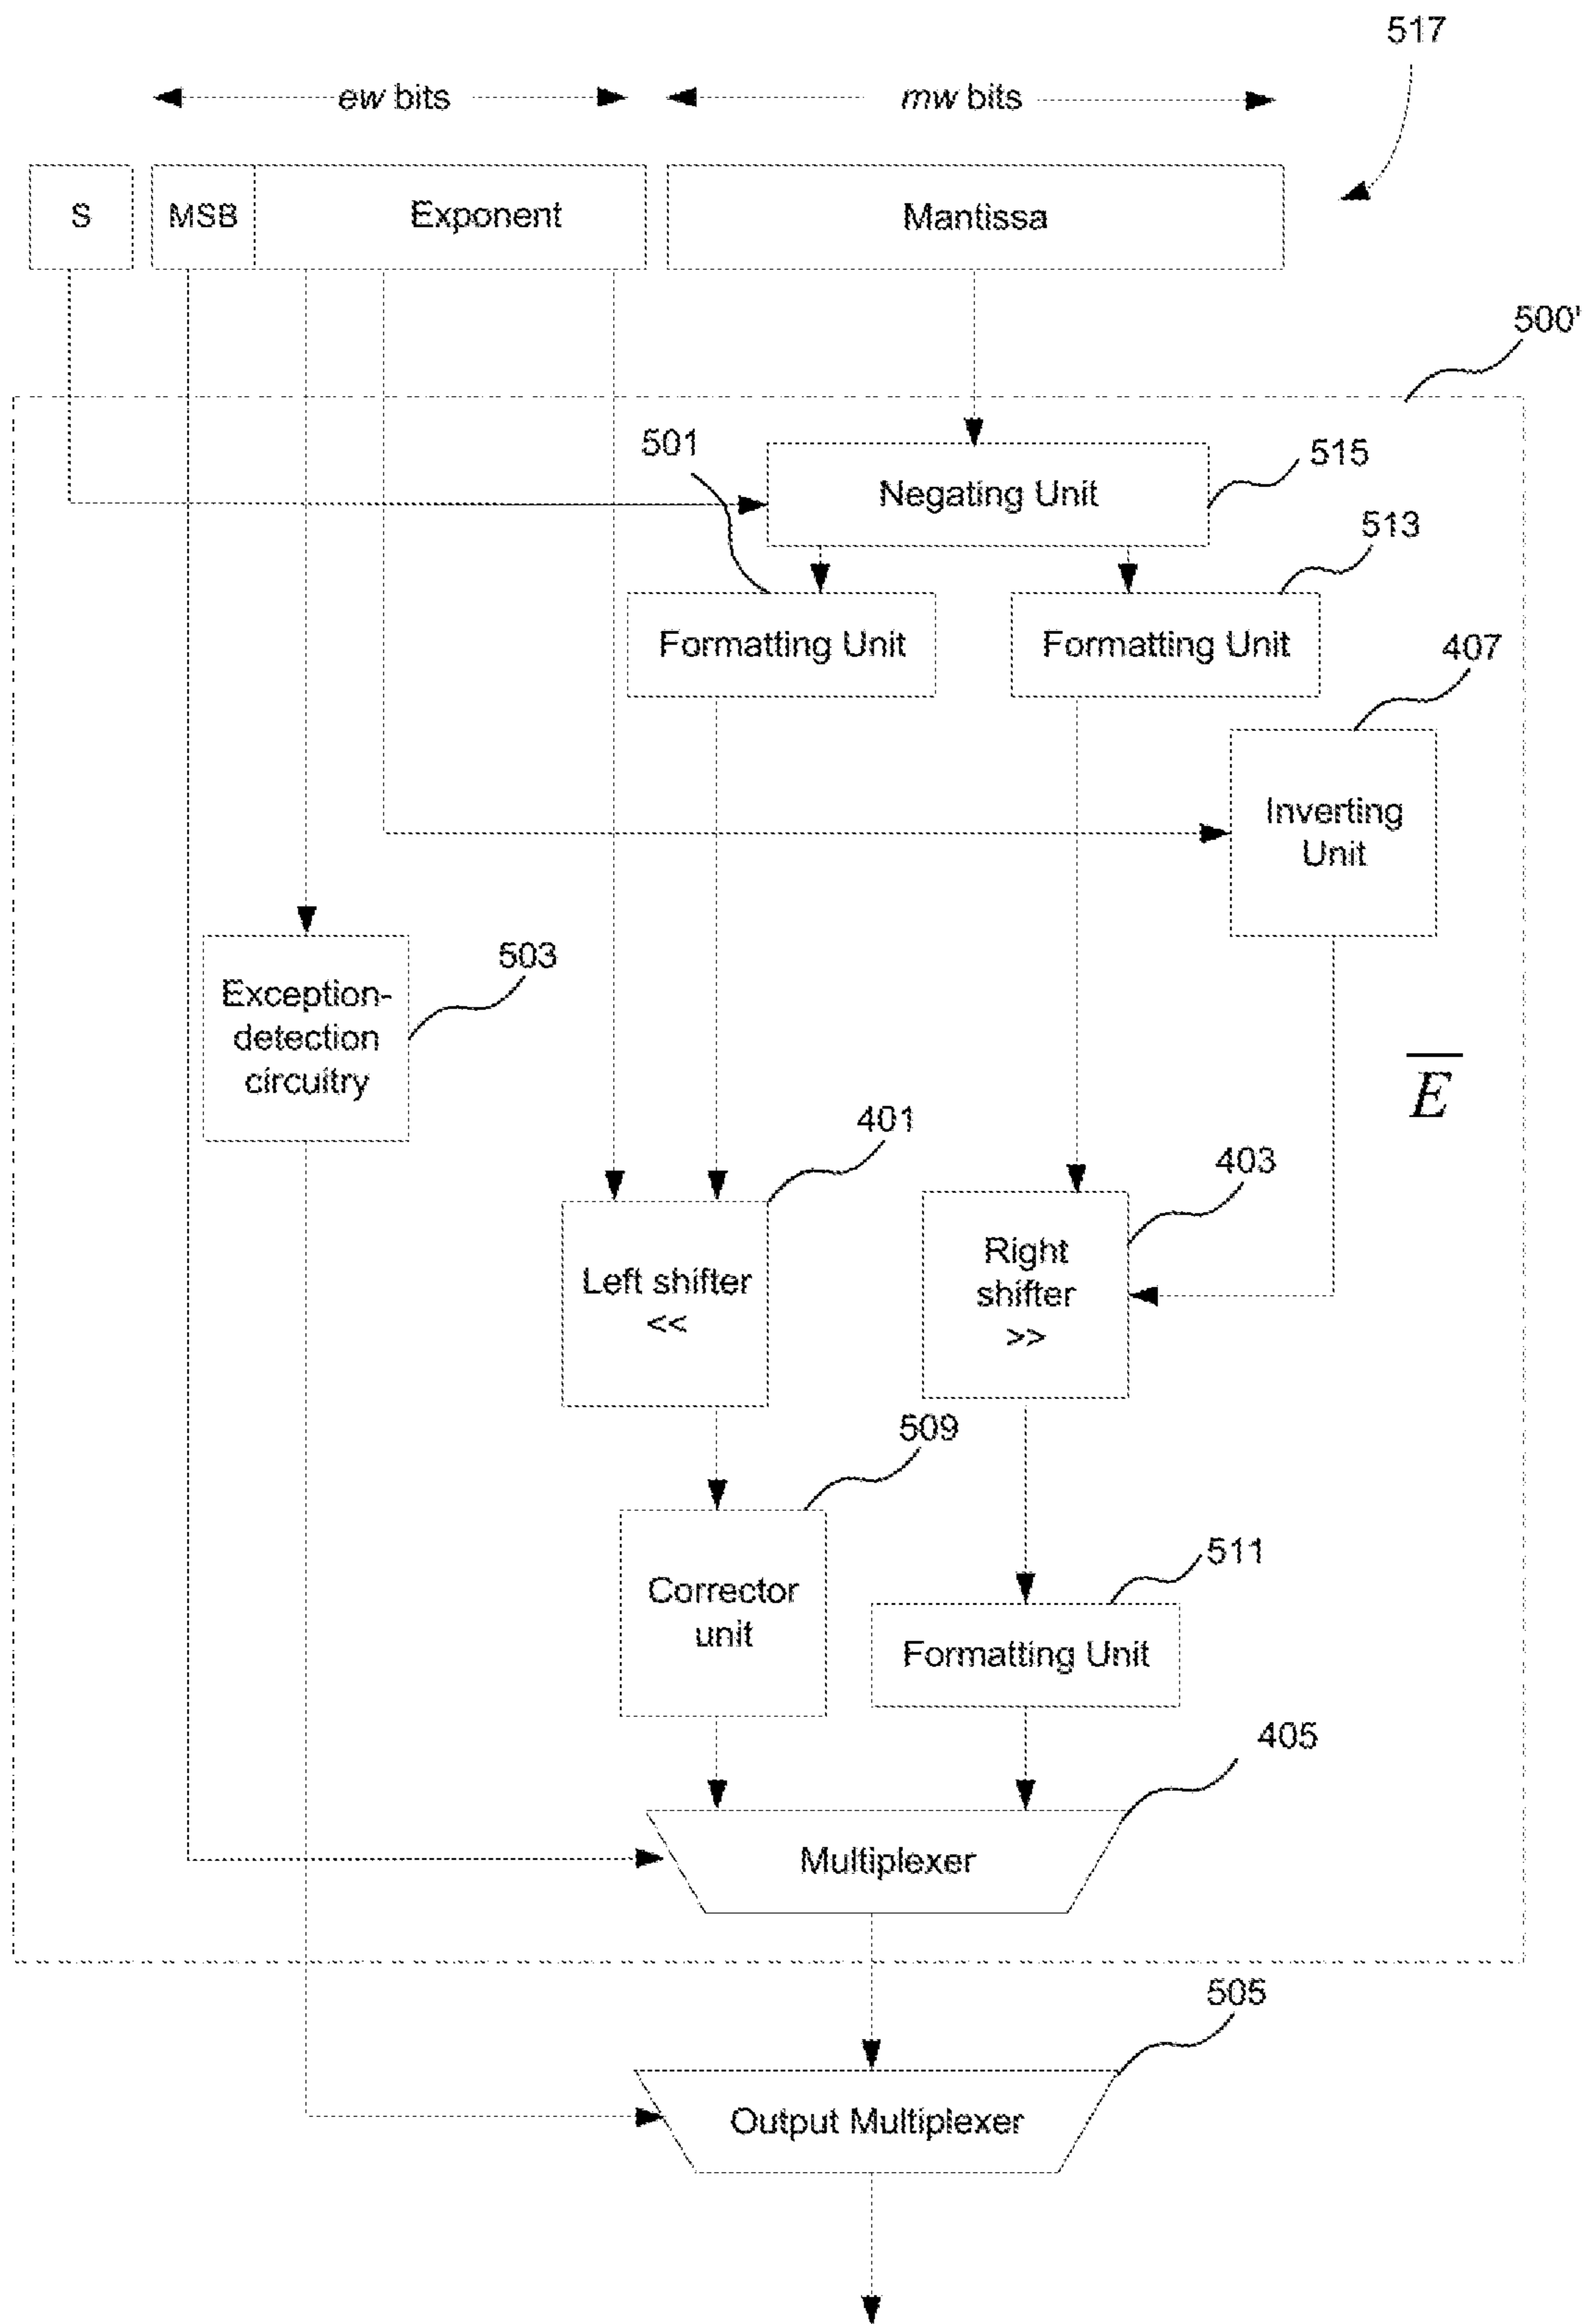 517
ew bits
mw bits
S
MSB
Exponent
Mantissa
500'
501
Negating Unit
515
513
Formatting Unit
Formatting Unit
407
Inverting
Unit
503
Exception-
detection
circuitry
E̅
401
403
Left shifter
<<
Right
shifter
>>
509
511
Corrector
unit
Formatting Unit
405
Multiplexer
505
Output Multiplexer